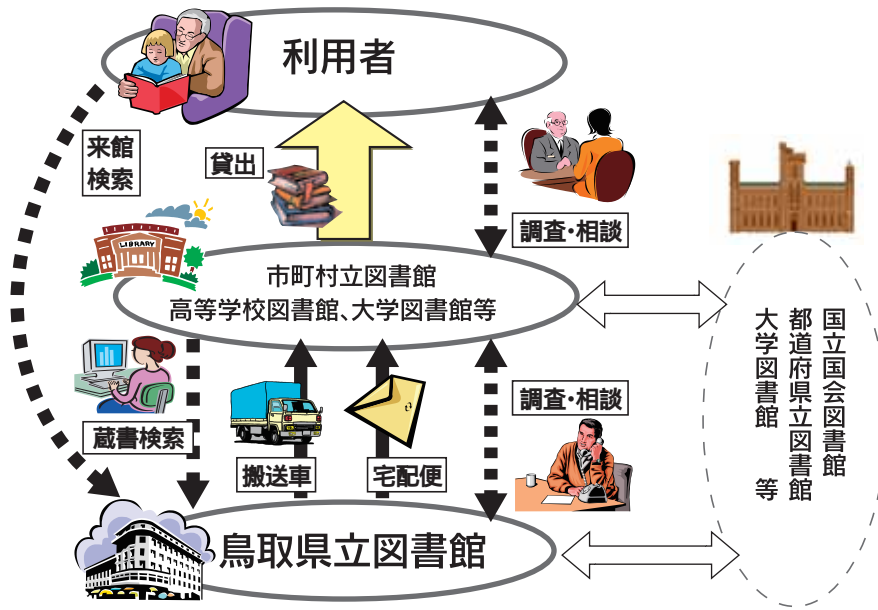 利用者
来館
検索
貸出
調査・相談
LIBRARY
市町村立図書館
高等学校図書館、大学図書館等
国立国会図書館
都道府県立図書館
大学図書館　等
蔵書検索
搬送車
宅配便
調査・相談
鳥取県立図書館